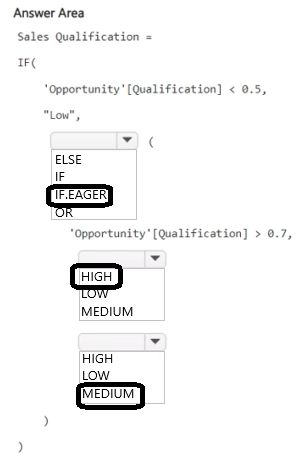 Answer Area
Sales Qualification =
IF(
'Opportunity'[Qualification] < 0.5,
"Low",
(
ELSE
IF
IF.EAGER
OR
'Opportunity'[Qualification] > 0.7,
HIGH
LOW
MEDIUM
HIGH
LOW
MEDIUM
)
)